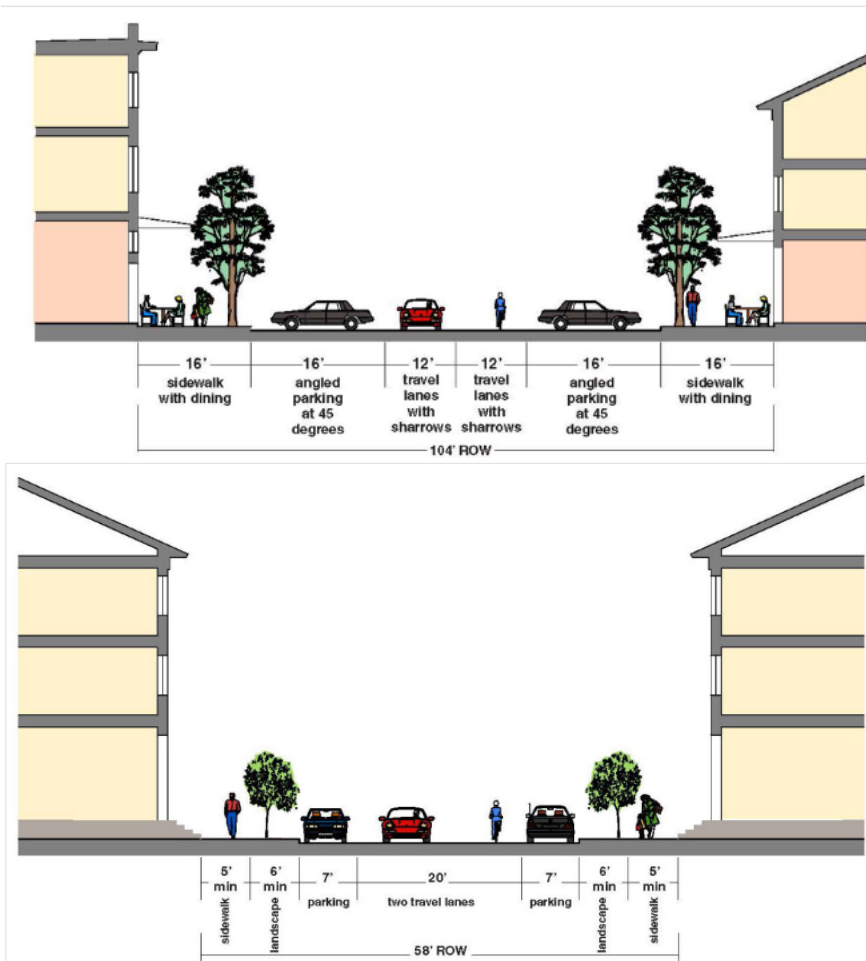 16' 16' 12' 12' 16' 16'
sidewalk angled travel travel angled sidewalk
with dining parking lanes lanes parking with dining
at 45 with with at 45
degrees sharrows sharrows degrees
104' ROW
5' 6' 7' 20' 7' 6' 5'
min min parking two travel lanes parking min min
sidewalk landscape landscape sidewalk
58' ROW